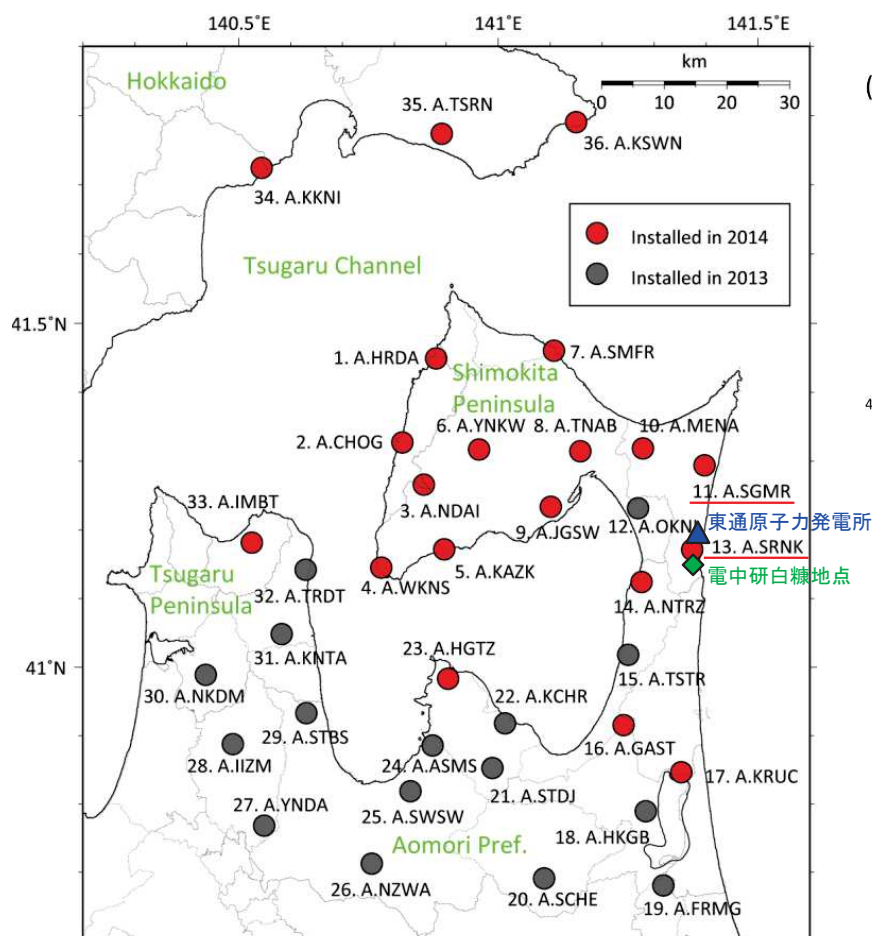 140.5˚E
141˚E
141.5˚E
Hokkaido
km
0
10
20
30
(
35. A.TSRN
36. A.KSWN
34. A.KKNI
Installed in 2014
Installed in 2013
Tsugaru Channel
41.5˚N
1. A.HRDA
7. A.SMFR
Shimokita
Peninsula
4
2. A.CHOG
6. A.YNKW
8. A.TNAB
10. A.MENA
3. A.NDAI
11. A.SGMR
33. A.IMBT
9. A.JGSW
12. A.OKNI
東通原子力発電所
13. A.SRNK
Tsugaru
Peninsula
4. A.WKNS
5. A.KAZK
電中研白糠地点
32. A.TRDT
14. A.NTRZ
23. A.HGTZ
31. A.KNTA
41˚N
15. A.TSTR
30. A.NKDM
22. A.KCHR
29. A.STBS
16. A.GAST
28. A.IIZM
24. A.ASMS
17. A.KRUC
21. A.STDJ
27. A.YNDA
25. A.SWSW
18. A.HKGB
Aomori Pref.
26. A.NZWA
20. A.SCHE
19. A.FRMG